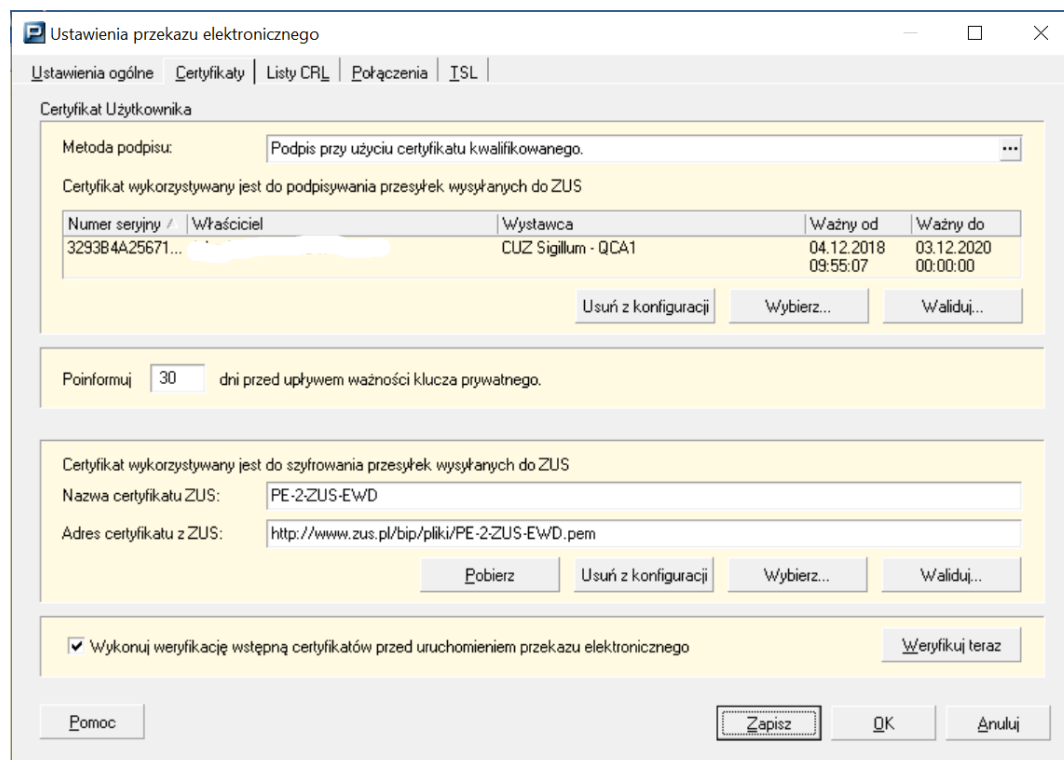 Ustawienia przekazu elektronicznego
Ustawienia ogólne Certyfikaty Listy CRL Połączenia TSL
Certyfikat Użytkownika
Metoda podpisu: Podpis przy użyciu certyfikatu kwalifikowanego. ...
Certyfikat wykorzystywany jest do podpisywania przesyłek wysyłanych do ZUS
Numer seryjny Właściciel Wystawca Ważny od Ważny do
3293B4A25671... CUZ Sigillum - QCA1 04.12.2018 03.12.2020
09:55:07 00:00:00
Usuń z konfiguracji Wybierz... Waliduj...
Poinformuj 30 dni przed upływem ważności klucza prywatnego.
Certyfikat wykorzystywany jest do szyfrowania przesyłek wysyłanych do ZUS
Nazwa certyfikatu ZUS: PE-2-ZUS-EWD
Adres certyfikatu z ZUS: http://www.zus.pl/bip/pliki/PE-2-ZUS-EWD.pem
Pobierz Usuń z konfiguracji Wybierz... Waliduj...
Wykonuj weryfikację wstępną certyfikatów przed uruchomieniem przekazu elektronicznego Weryfikuj teraz
Pomoc Zapisz OK Anuluj